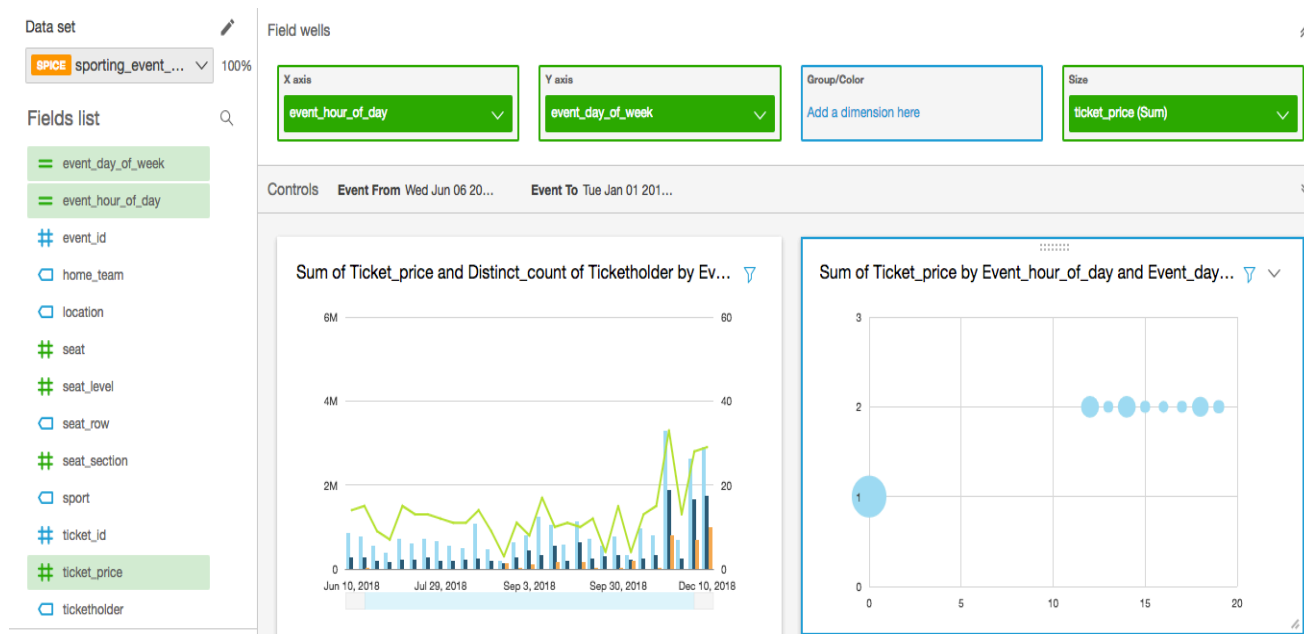 Data set
SPICE sporting_event_... 100%
Fields list
event_day_of_week
event_hour_of_day
event_id
home_team
location
seat
seat_level
seat_row
seat_section
sport
ticket_id
ticket_price
ticketholder
Field wells
X axis
event_hour_of_day
Y axis
event_day_of_week
Group/Color
Add a dimension here
Size
ticket_price (Sum)
Controls Event From Wed Jun 06 20... Event To Tue Jan 01 201...
Sum of Ticket_price and Distinct_count of Ticketholder by Ev...
6M 60
4M 40
2M 20
0 0
Jun 10, 2018 Jul 29, 2018 Sep 3, 2018 Sep 30, 2018 Dec 10, 2018
Sum of Ticket_price by Event_hour_of_day and Event_day...
3
2
1
0
0 5 10 15 20